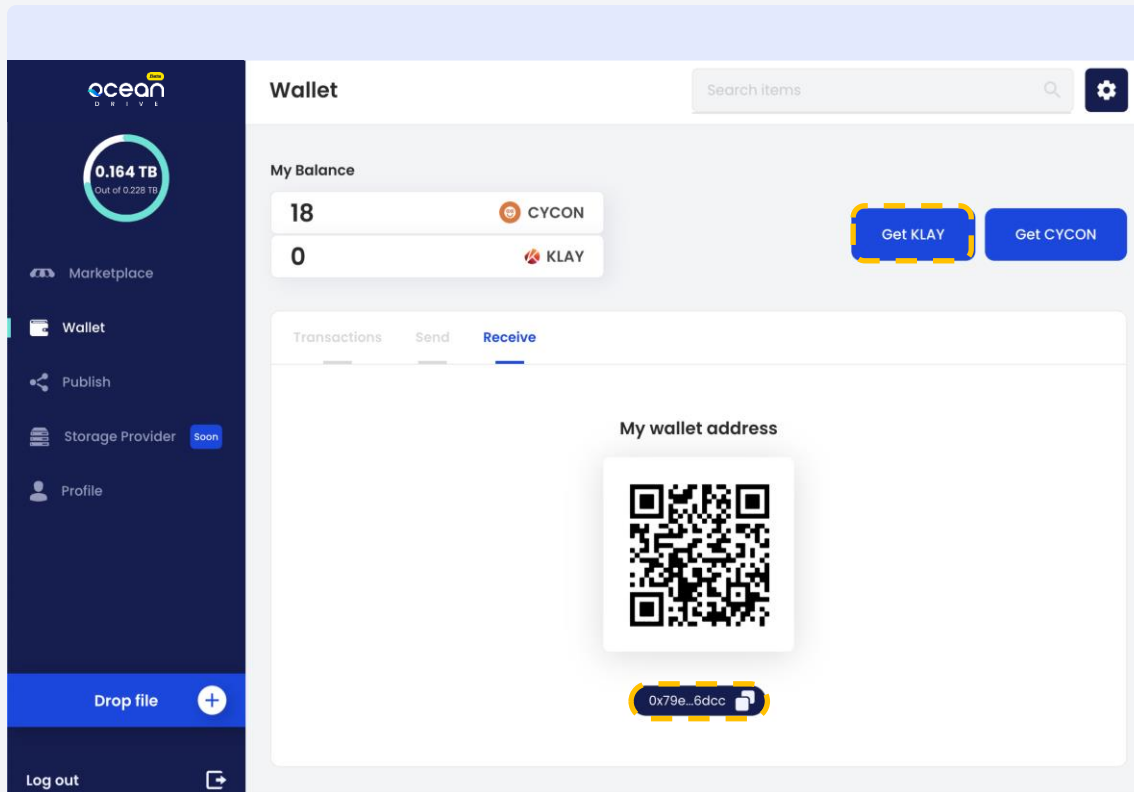 Beta
ocean
DRIVE
0.164 TB
Out of 0.228 TB
Marketplace
Wallet
Publish
Storage Provider Soon
Profile
Drop file
Log out
Wallet
Search items
My Balance
18 CYCON
0 KLAY
Get KLAY
Get CYCON
Transactions Send Receive
My wallet address
0x79e...6dcc